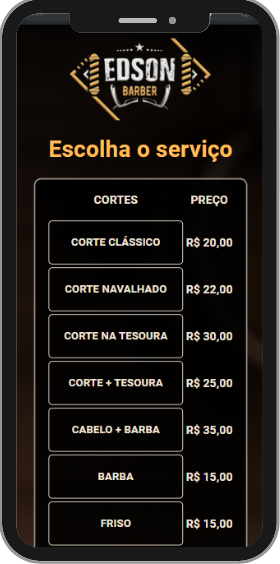 EDSON
BARBER
Escolha o serviço
CORTES PREÇO
CORTE CLÁSSICO R$ 20,00
CORTE NAVALHADO R$ 22,00
CORTE NA TESOURA R$ 30,00
CORTE + TESOURA R$ 25,00
CABELO + BARBA R$ 35,00
BARBA R$ 15,00
FRISO R$ 15,00